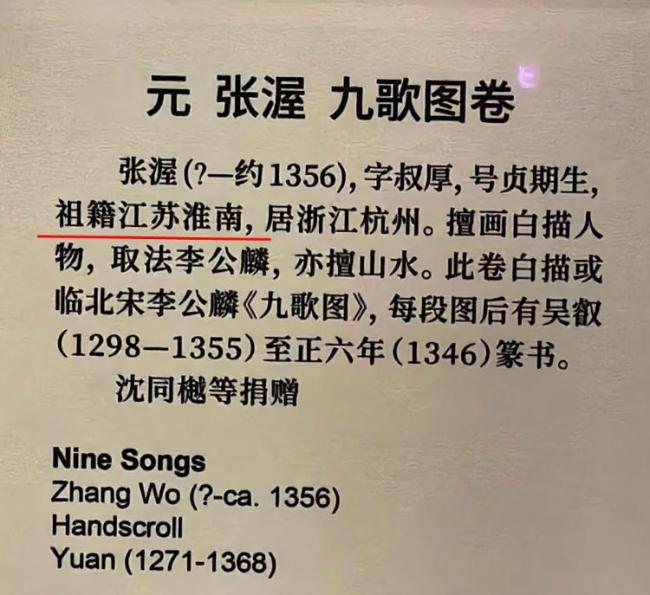 元 张渥 九歌图卷
张渥(?—约1356),字叔厚,号贞期生,
祖籍江苏淮南,居浙江杭州。擅画白描人
物,取法李公麟,亦擅山水。此卷白描或
临北宋李公麟《九歌图》,每段图后有吴叡
(1298—1355)至正六年(1346)篆书。
沈同樾等捐赠
Nine Songs
Zhang Wo (?-ca. 1356)
Handscroll
Yuan (1271-1368)